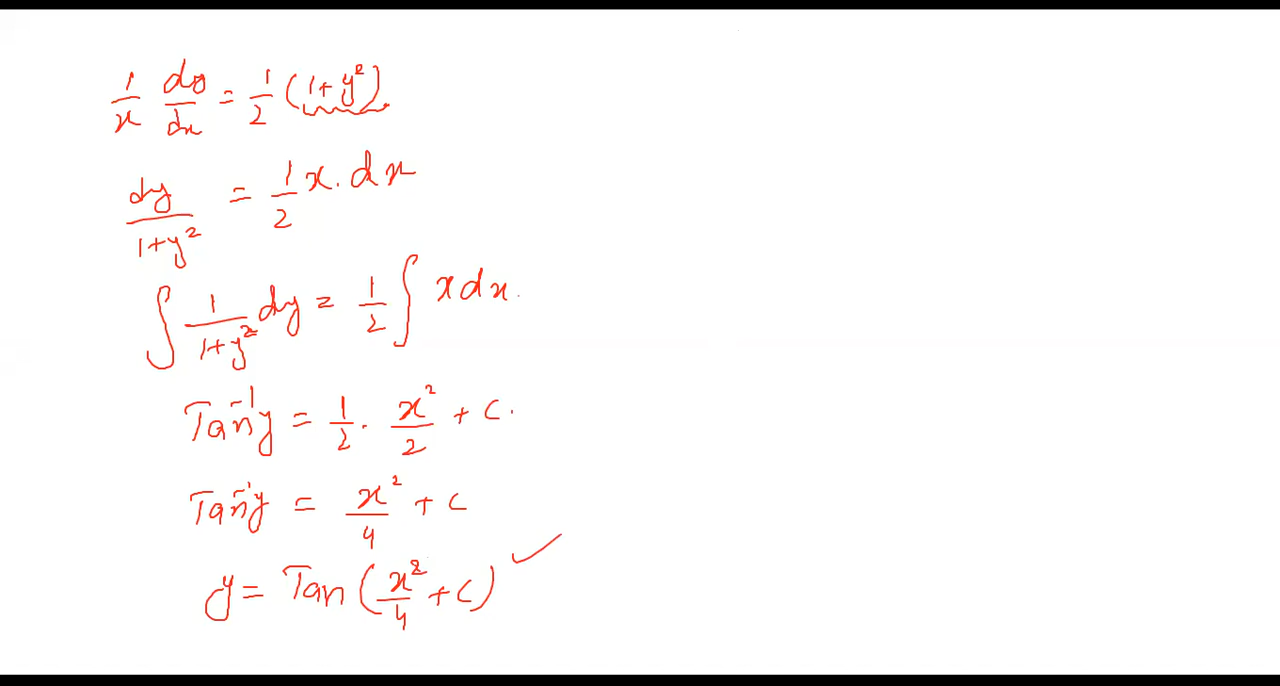 1/x dy/dx = 1/2 (1+y²)
dy/(1+y²) = 1/2 x. dx
∫ 1/(1+y²) dy = 1/2 ∫ x dx.
Tan⁻¹y = 1/2 . x²/2 + c.
Tan⁻¹y = x²/4 + c
y = Tan (x²/4 + c) ✓